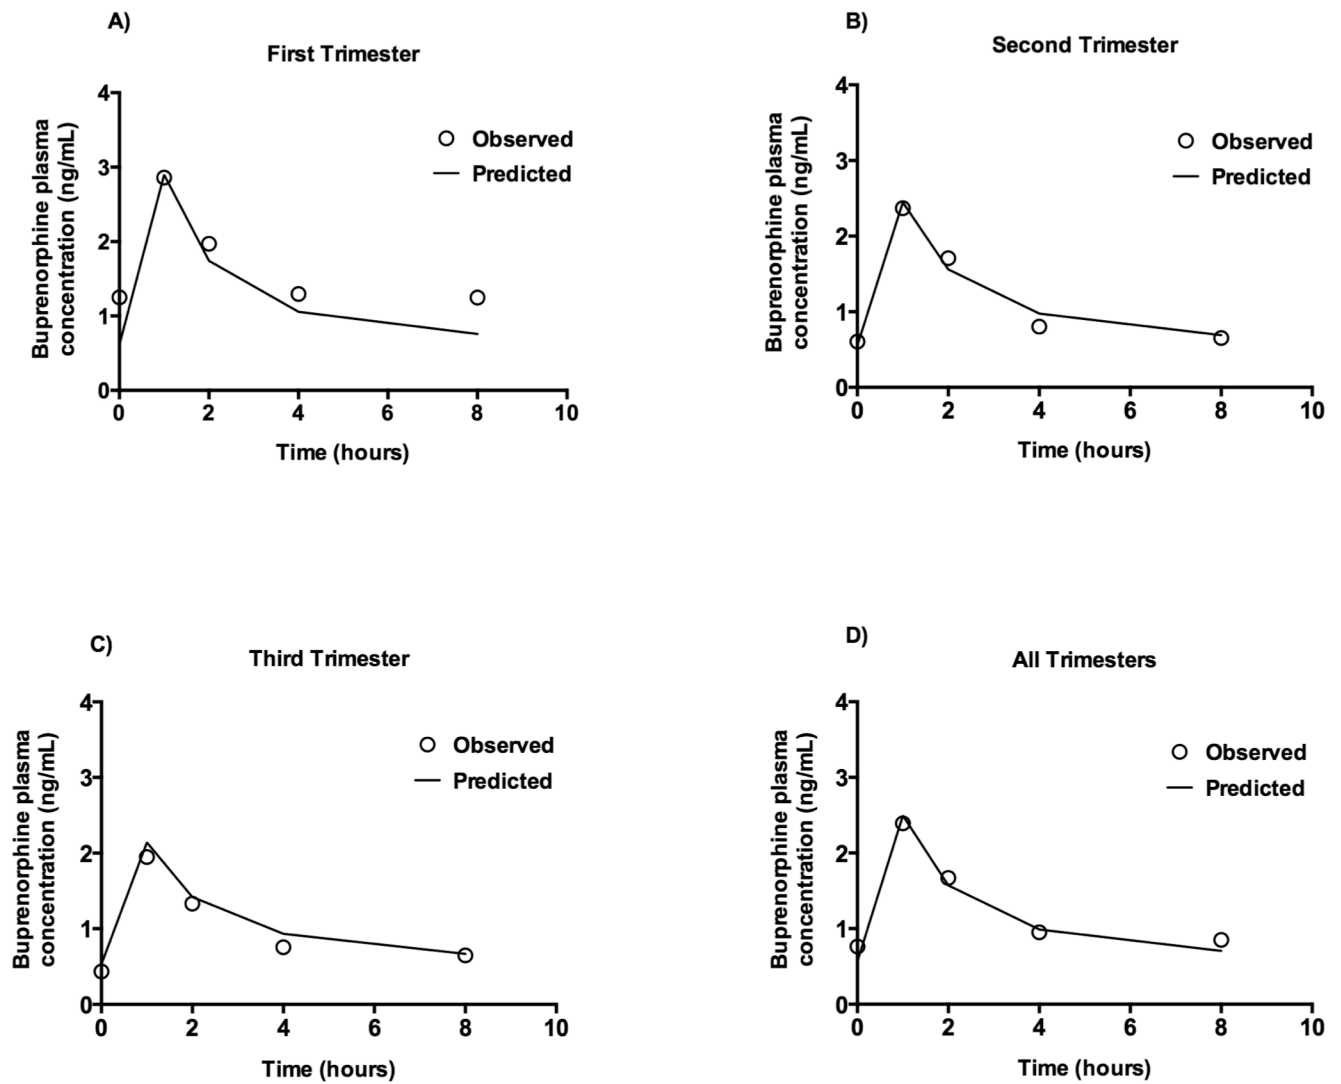 A)
First Trimester
Buprenorphine plasma
concentration (ng/mL)
4
3
2
1
0
Observed
Predicted
0 2 4 6 8 10
Time (hours)
B)
Second Trimester
Buprenorphine plasma
concentration (ng/mL)
4
3
2
1
0
Observed
Predicted
0 2 4 6 8 10
Time (hours)
C)
Third Trimester
Buprenorphine plasma
concentration (ng/mL)
4
3
2
1
0
Observed
Predicted
0 2 4 6 8 10
Time (hours)
D)
All Trimesters
Buprenorphine plasma
concentration (ng/mL)
4
3
2
1
0
Observed
Predicted
0 2 4 6 8 10
Time (hours)